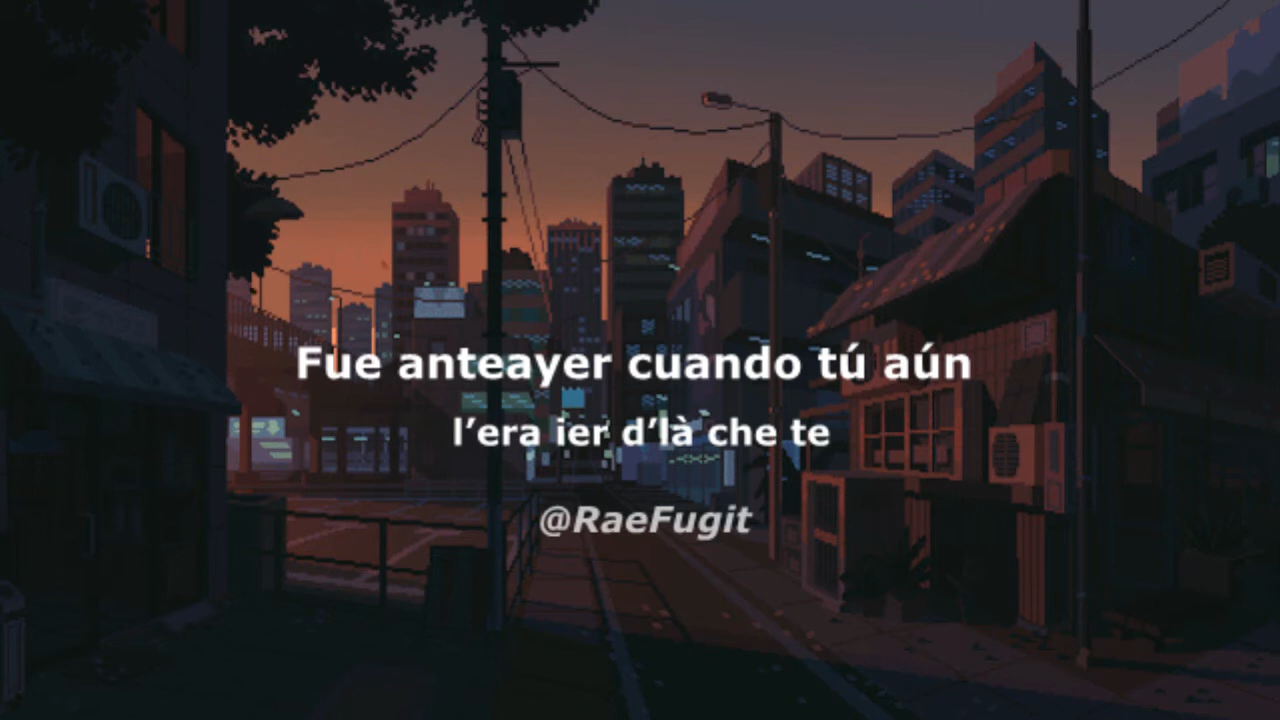 Fue anteayer cuando tú aún
l’era ier d’là che te
@RaeFugit